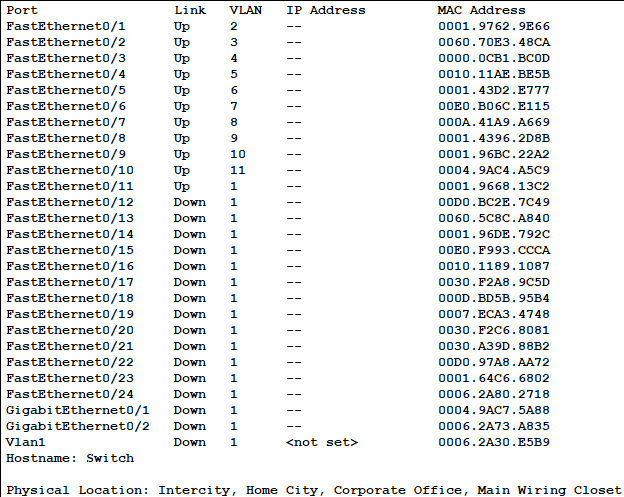 Port Link VLAN IP Address MAC Address
FastEthernet0/1 Up 2 -- 0001.9762.9E66
FastEthernet0/2 Up 3 -- 0060.70E3.48CA
FastEthernet0/3 Up 4 -- 0000.0CB1.BC0D
FastEthernet0/4 Up 5 -- 0010.11AE.BE5B
FastEthernet0/5 Up 6 -- 0001.43D2.E777
FastEthernet0/6 Up 7 -- 00E0.B06C.E115
FastEthernet0/7 Up 8 -- 000A.41A9.A669
FastEthernet0/8 Up 9 -- 0001.4396.2D8B
FastEthernet0/9 Up 10 -- 0001.96BC.22A2
FastEthernet0/10 Up 11 -- 0004.9AC4.A5C9
FastEthernet0/11 Up 1 -- 0001.9668.13C2
FastEthernet0/12 Down 1 -- 00D0.BC2E.7C49
FastEthernet0/13 Down 1 -- 0060.5C8C.A840
FastEthernet0/14 Down 1 -- 0001.96DE.792C
FastEthernet0/15 Down 1 -- 00E0.F993.CCCA
FastEthernet0/16 Down 1 -- 0010.1189.1087
FastEthernet0/17 Down 1 -- 0030.F2A8.9C5D
FastEthernet0/18 Down 1 -- 000D.BD5B.95B4
FastEthernet0/19 Down 1 -- 0007.ECA3.4748
FastEthernet0/20 Down 1 -- 0030.F2C6.8081
FastEthernet0/21 Down 1 -- 0030.A39D.88B2
FastEthernet0/22 Down 1 -- 00D0.97A8.AA72
FastEthernet0/23 Down 1 -- 0001.64C6.6802
FastEthernet0/24 Down 1 -- 0006.2A80.2718
GigabitEthernet0/1 Down 1 -- 0004.9AC7.5A88
GigabitEthernet0/2 Down 1 -- 0006.2A73.A835
Vlan1 Down 1 <not set> 0006.2A30.E5B9
Hostname: Switch
Physical Location: Intercity, Home City, Corporate Office, Main Wiring Closet